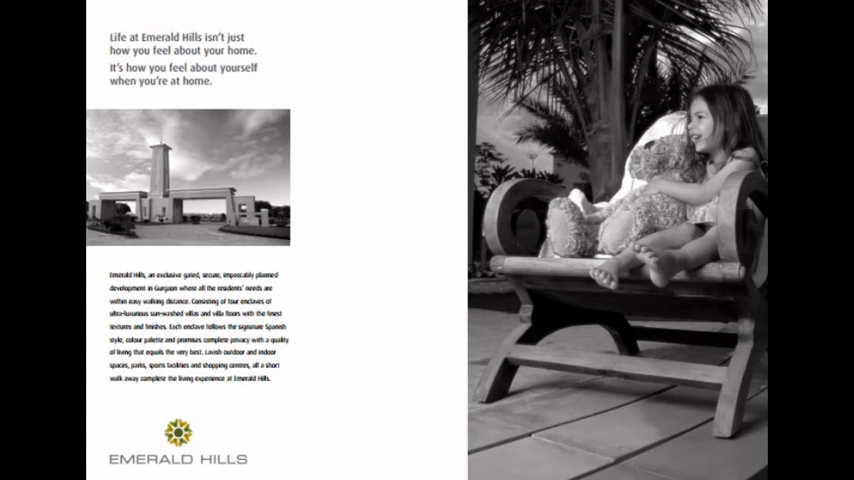 Life at Emerald Hills isn't just
how you feel about your home.
It's how you feel about yourself
when you're at home.
Emerald Hills, an exclusive gated, secure, impeccably planned
development in Gurgaon where all the residents' needs are
within easy walking distance. Consisting of four enclaves of
ultra-luxurious sun-washed villas and villa floors with the finest
textures and finishes. Each enclave follows the signature Spanish
style, colour palette and promises complete privacy with a quality
of living that equals the very best. Lavish outdoor and indoor
spaces, parks, sports facilities and shopping centres, all a short
walk away complete the living experience at Emerald Hills.
EMERALD HILLS